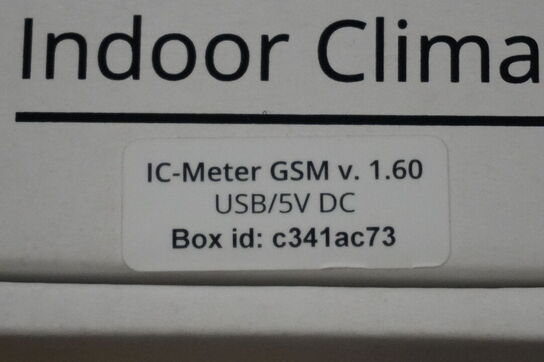 Indoor Clima
IC-Meter GSM v. 1.60
USB/5V DC
Box id: c341ac73